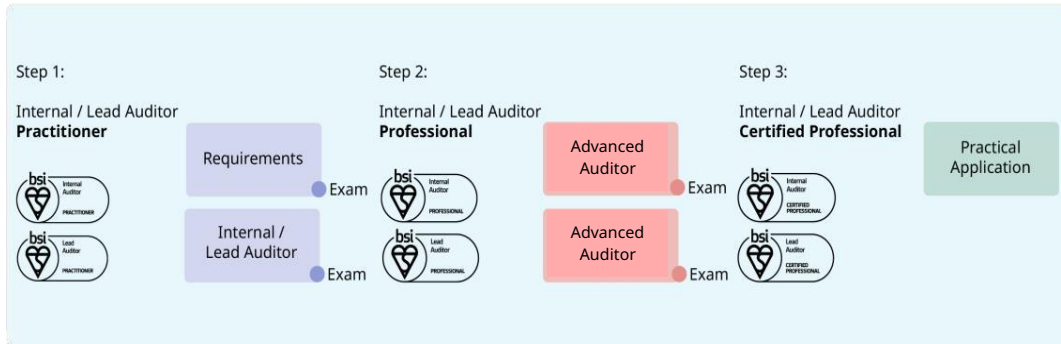 Step 1:
Internal / Lead Auditor
Practitioner
Requirements
Exam
Internal /
Lead Auditor
Exam
bsi
Internal
Auditor
PRACTITIONER
bsi
Lead
Auditor
PRACTITIONER
Step 2:
Internal / Lead Auditor
Professional
Advanced
Auditor
Exam
Advanced
Auditor
Exam
bsi
Internal
Auditor
PROFESSIONAL
bsi
Lead
Auditor
PROFESSIONAL
Step 3:
Internal / Lead Auditor
Certified Professional
Practical
Application
bsi
Internal
Auditor
CERTIFIED
PROFESSIONAL
bsi
Lead
Auditor
CERTIFIED
PROFESSIONAL